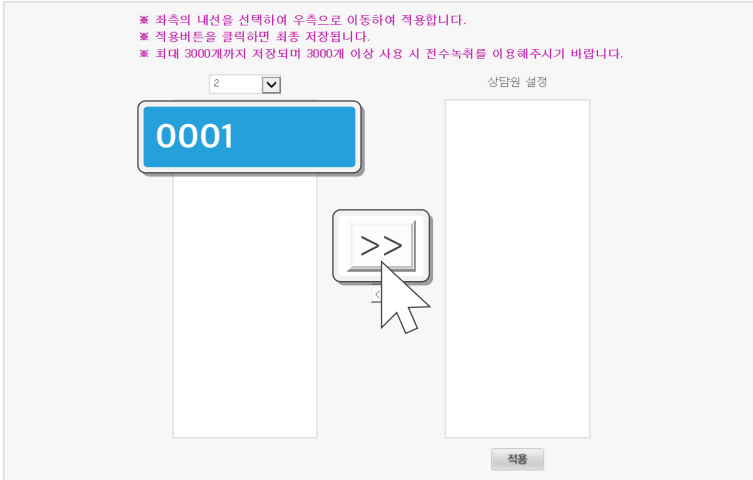 ※ 좌측의 내선을 선택하여 우측으로 이동하여 적용합니다.
※ 적용버튼을 클릭하면 최종 저장됩니다.
※ 최대 3000개까지 저장되며 3000개 이상 사용 시 전수녹취를 이용해주시기 바랍니다.
2
상담원 설정
0001
>>
<
적용